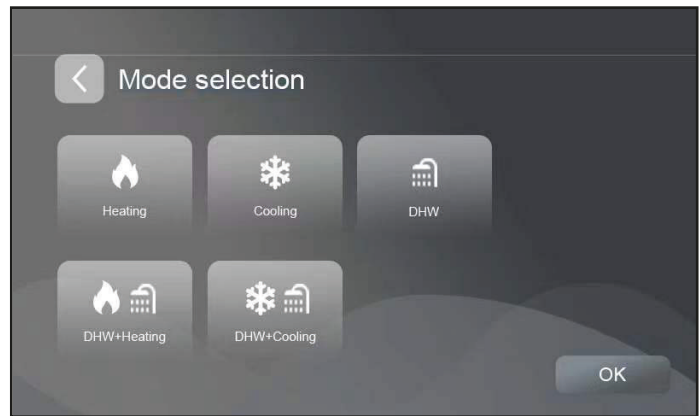 Mode selection
Heating
Cooling
DHW
DHW+Heating
DHW+Cooling
OK